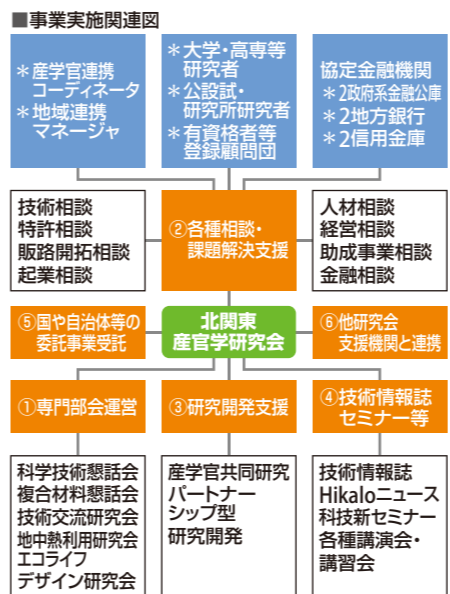 ■事業実施関連図
＊産学官連携
コーディネータ
＊地域連携
マネージャ
＊大学・高専等
研究者
＊公設試・
研究所研究者
＊有資格者等
登録顧問団
協定金融機関
＊2政府系金融公庫
＊2地方銀行
＊2信用金庫
技術相談
特許相談
販路開拓相談
起業相談
②各種相談・
課題解決支援
人材相談
経営相談
助成事業相談
金融相談
⑤国や自治体等の
委託事業受託
北関東
産官学研究会
⑥他研究会
支援機関と連携
①専門部会運営
③研究開発支援
④技術情報誌
セミナー等
科学技術懇話会
複合材料懇話会
技術交流研究会
地中熱利用研究会
エコライフ
デザイン研究会
産学官共同研究
パートナー
シップ型
研究開発
技術情報誌
Hikaloニュース
科技新セミナー
各種講演会・
講習会